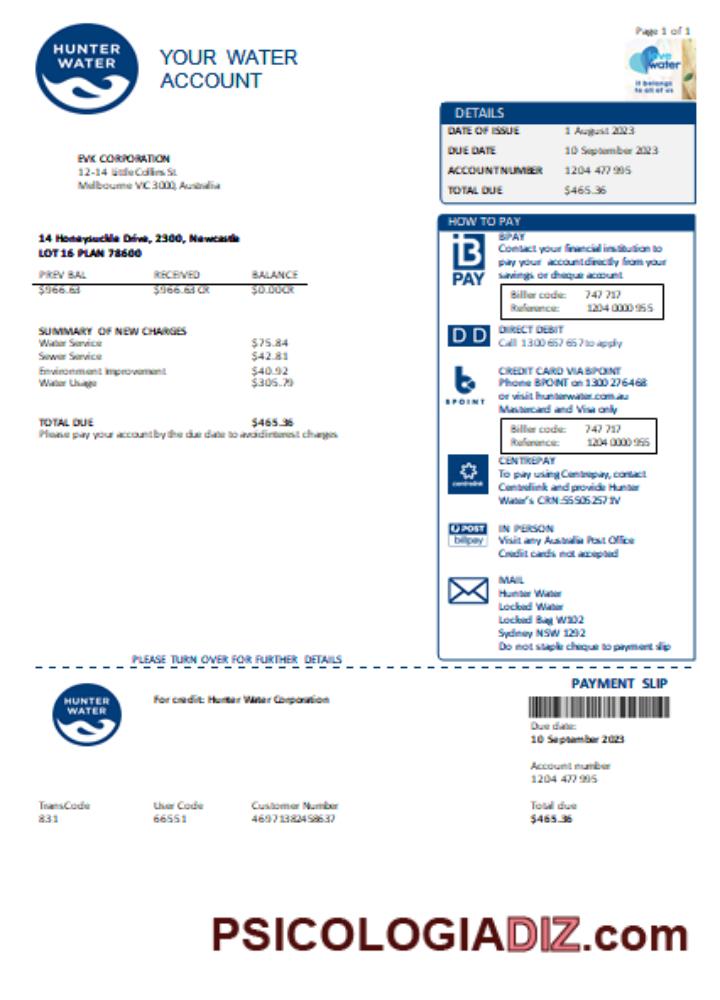 Page 1 of 1
HUNTER
WATER
YOUR WATER
ACCOUNT
love
water
it belongs
to all of us
DETAILS
DATE OF ISSUE 1 August 2023
DUE DATE 10 September 2023
ACCOUNT NUMBER 1204 477 995
TOTAL DUE $465.36
EVK CORPORATION
12-14 Little Collins St
Melbourne VIC 3000, Australia
14 Honeysuckle Drive, 2300, Newcastle
LOT 16 PLAN 78600
PREV BAL RECEIVED BALANCE
$966.63 $966.63 CR $0.00CR
SUMMARY OF NEW CHARGES
Water Service $75.84
Sewer Service $42.81
Environment Improvement $40.92
Water Usage $305.79
TOTAL DUE $465.36
Please pay your account by the due date to avoid interest charges
HOW TO PAY
B
PAY
BPAY
Contact your financial institution to
pay your account directly from your
savings or cheque account
Billler code: 747 717
Reference: 1204 0000 955
D D
DIRECT DEBIT
Call 1300 657 657 to apply
b
BPOINT
CREDIT CARD VIA BPOINT
Phone BPOINT on 1300 276 468
or visit hunterwater.com.au
Mastercard and Visa only
Billler code: 747 717
Reference: 1204 0000 955
centrelink
CENTREPAY
To pay using Centrepay, contact
Centrellink and provide Hunter
Water's CRN:555052571V
POST
billpay
IN PERSON
Visit any Australia Post Office
Credit cards not accepted
MAIL
Hunter Water
Locked Water
Locked Bag W102
Sydney NSW 1292
Do not staple cheque to payment slip
PLEASE TURN OVER FOR FURTHER DETAILS
HUNTER
WATER
For credit: Hunter Water Corporation
PAYMENT SLIP
Due date:
10 September 2023
Account number
1204 477 995
TransCode User Code Customer Number Total due
831 66551 46971382458637 $465.36
PSICOLOGIADIZ.com